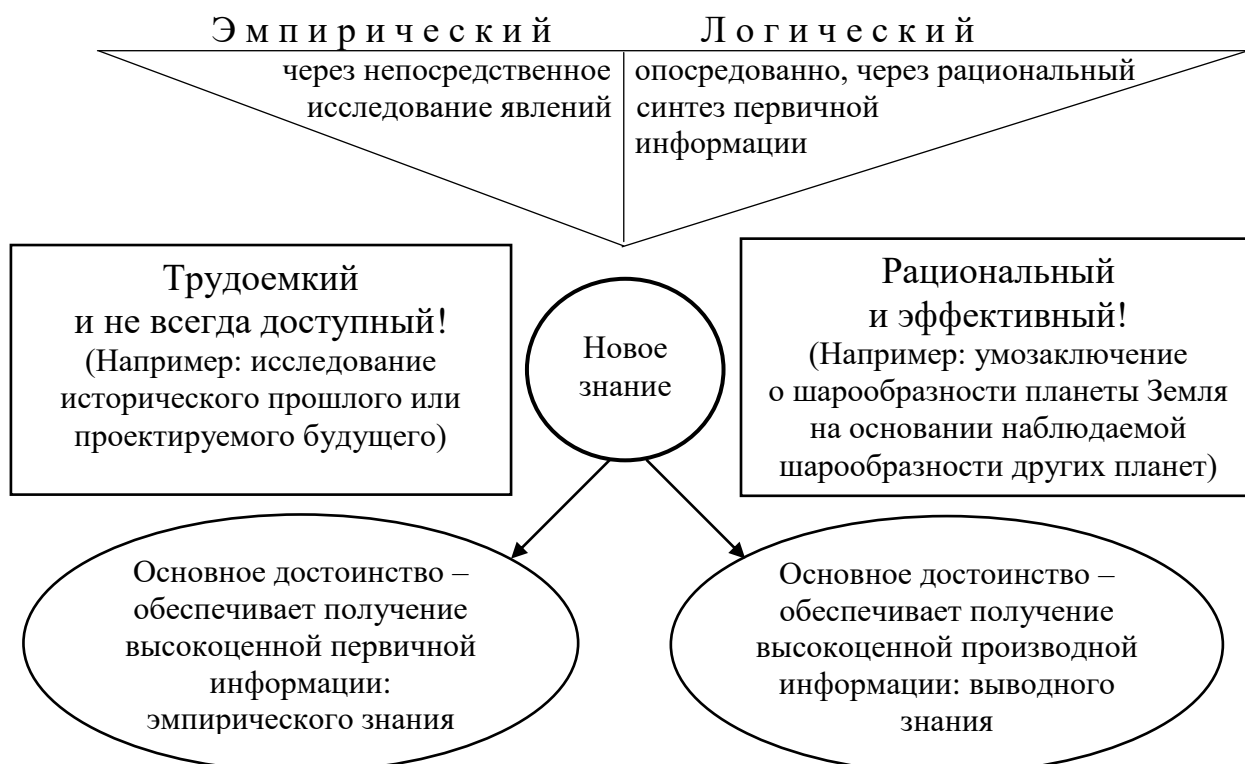 Эмпирический Логический
через непосредственное
исследование явлений
опосредованно, через рациональный
синтез первичной
информации
Трудоемкий
и не всегда доступный!
(Например: исследование
исторического прошлого или
проектируемого будущего)
Новое
знание
Рациональный
и эффективный!
(Например: умозаключение
о шарообразности планеты Земля
на основании наблюдаемой
шарообразности других планет)
Основное достоинство –
обеспечивает получение
высокоценной первичной
информации:
эмпирического знания
Основное достоинство –
обеспечивает получение
высокоценной производной
информации: выводного
знания